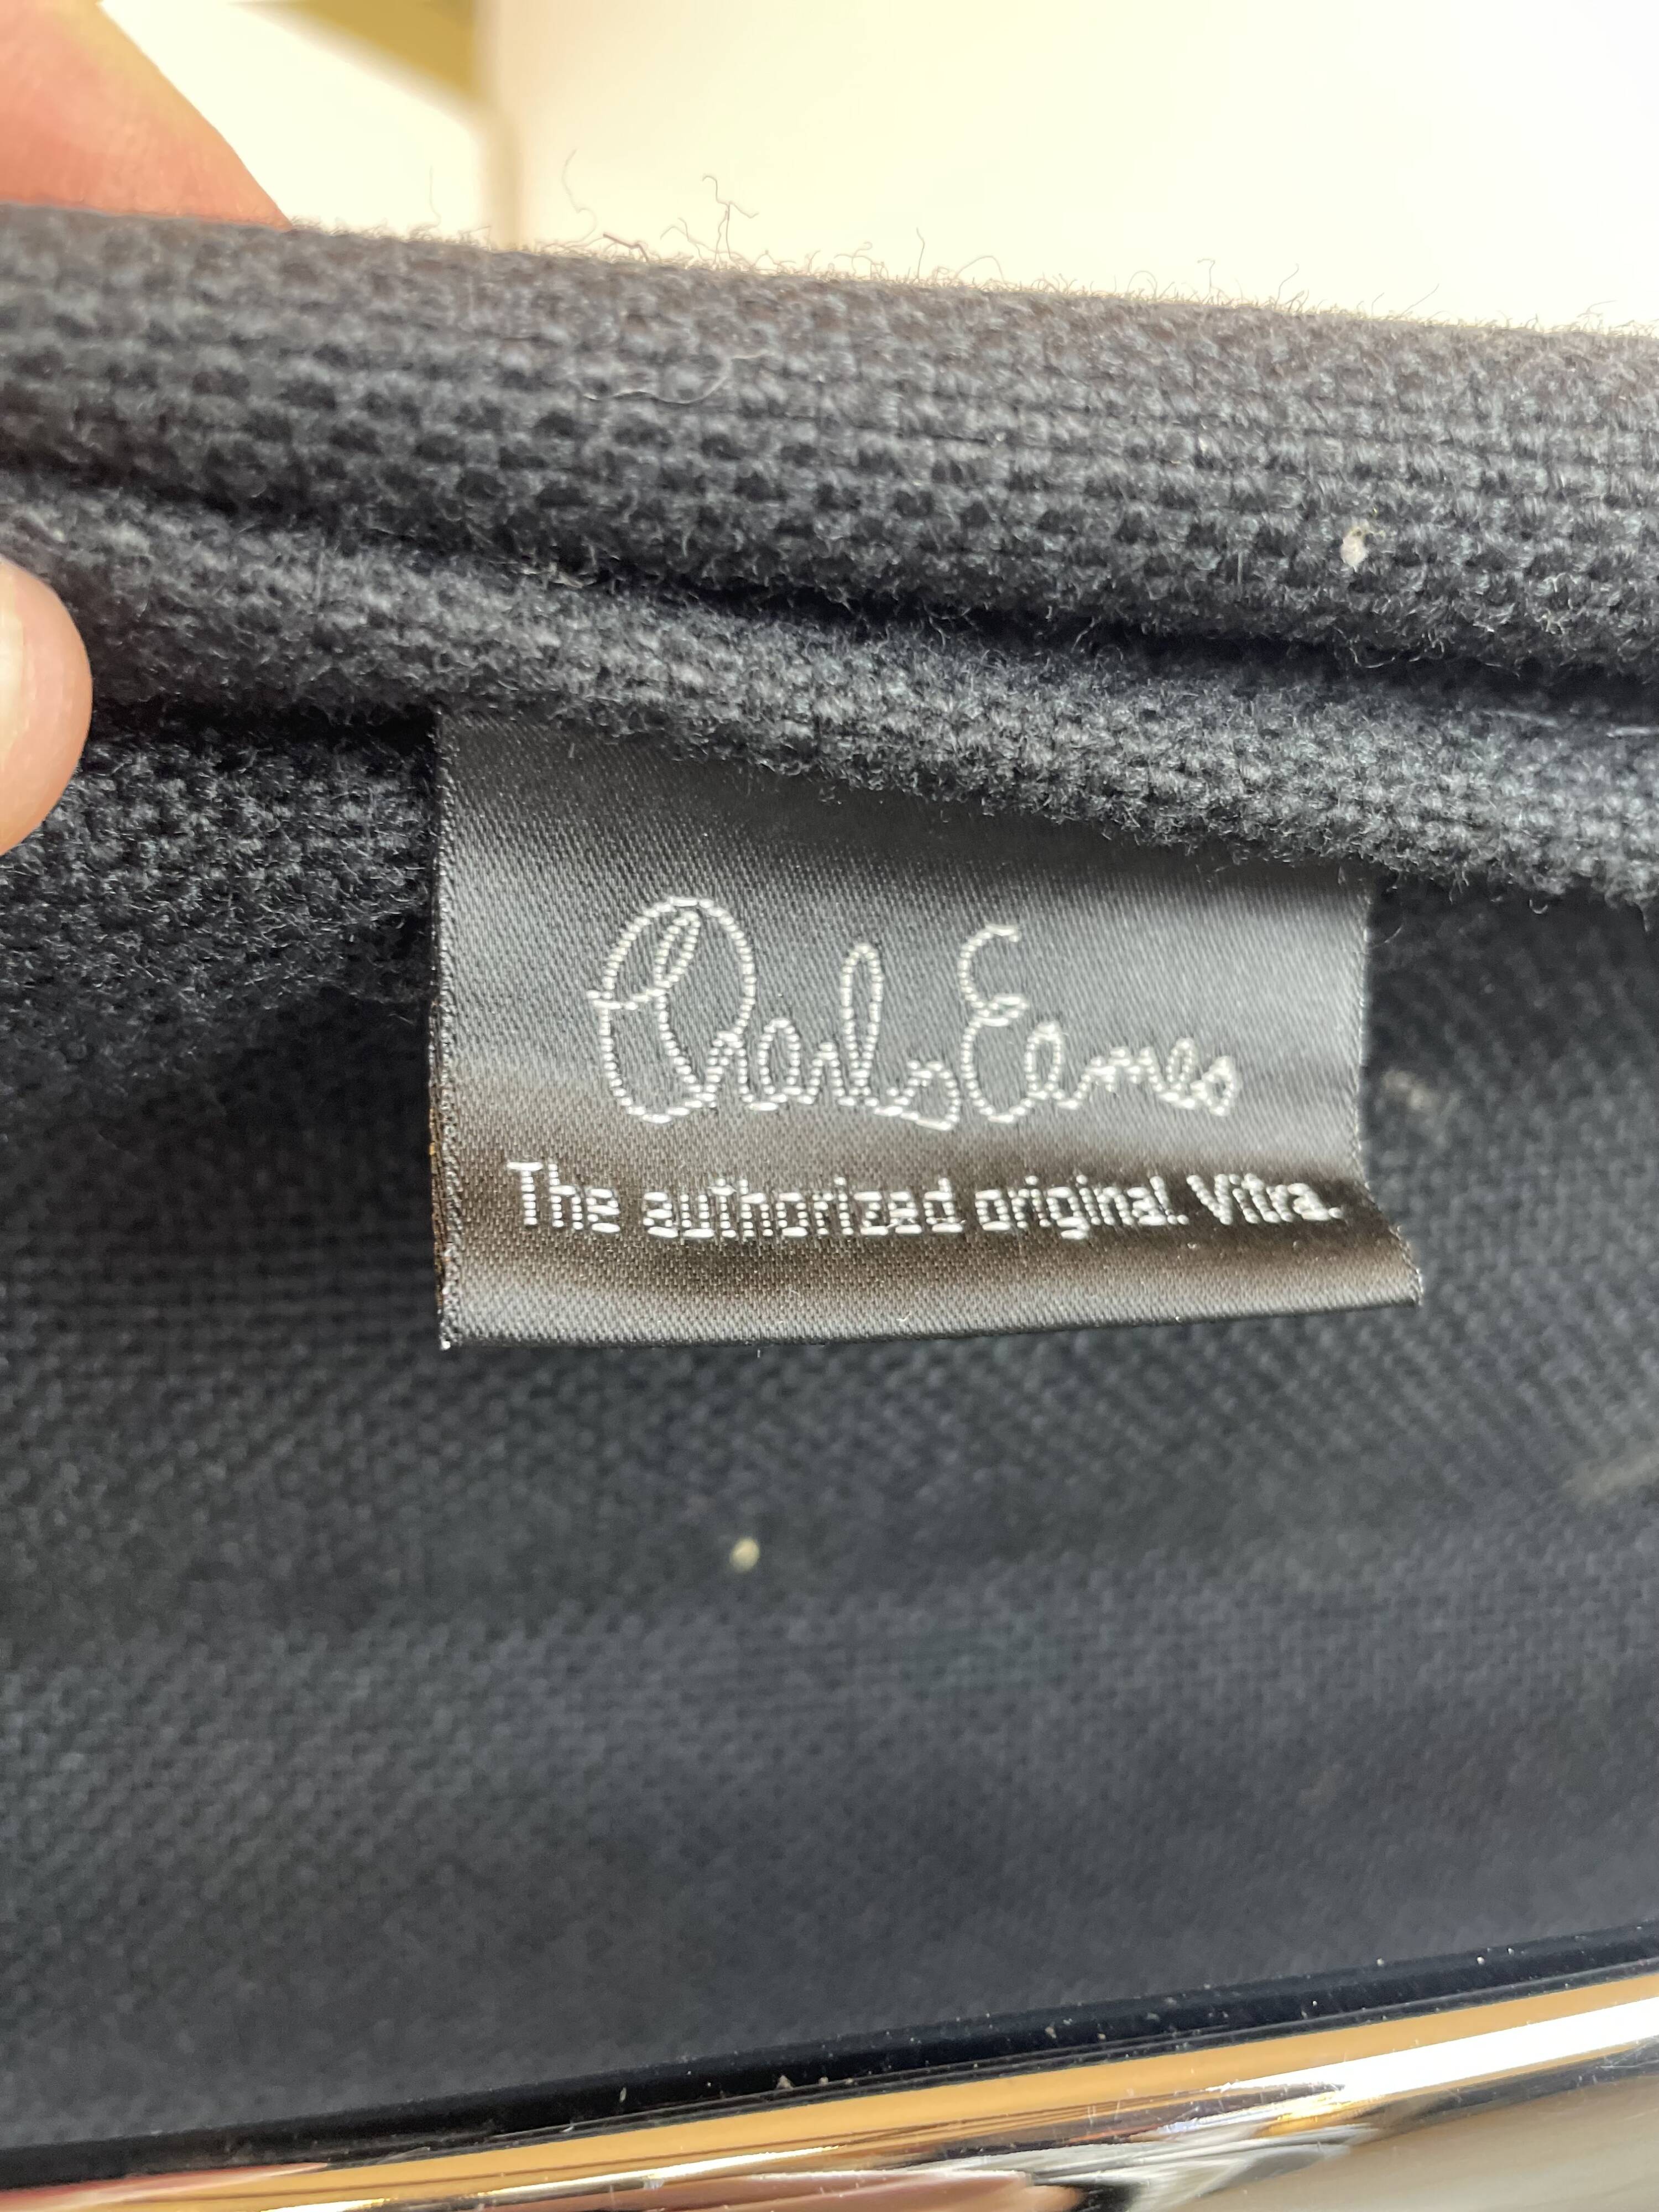 Charles Eames
The authorized original. Vitra.